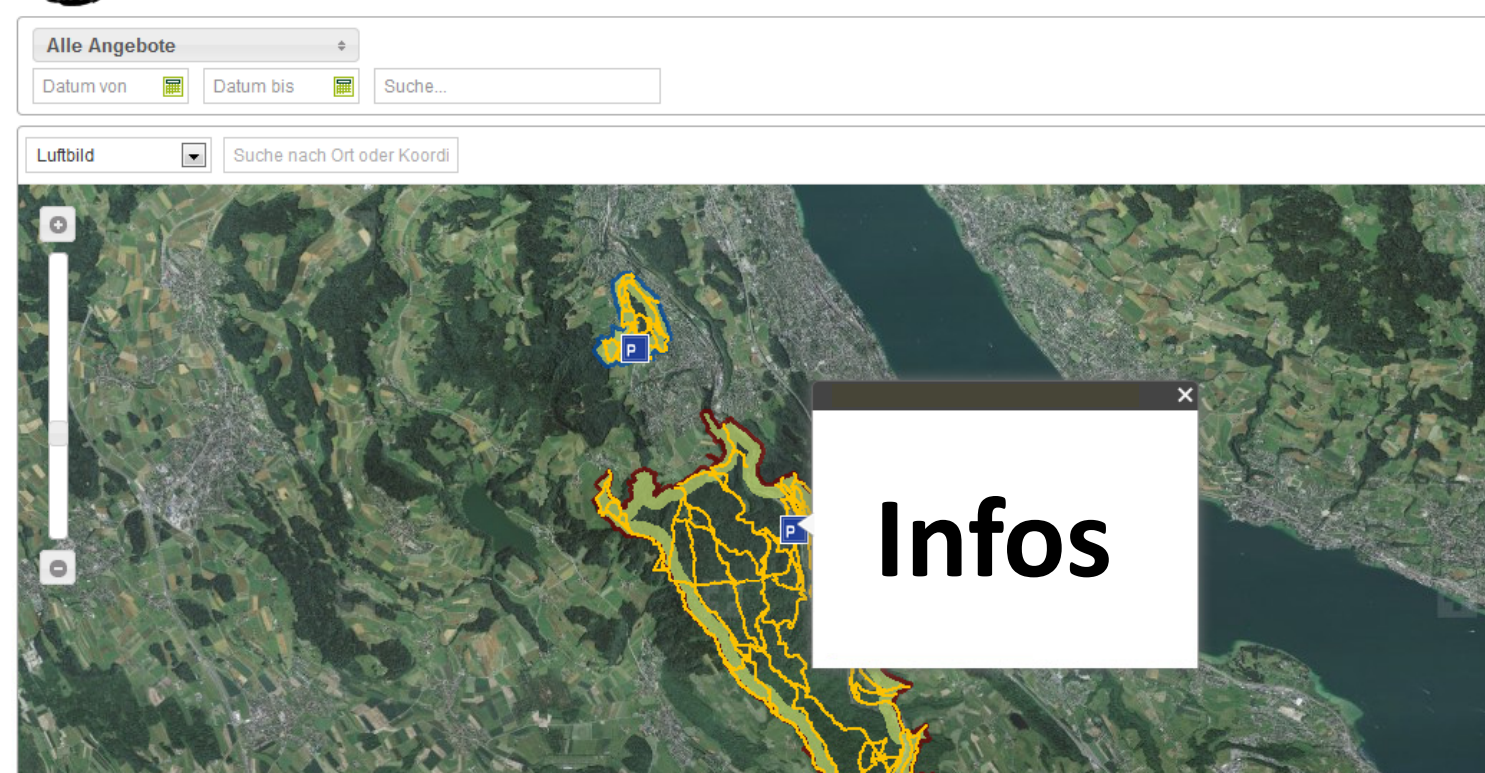 Alle Angebote
Datum von
Datum bis
Suche...
Luftbild
Suche nach Ort oder Koordi
P
P
Infos